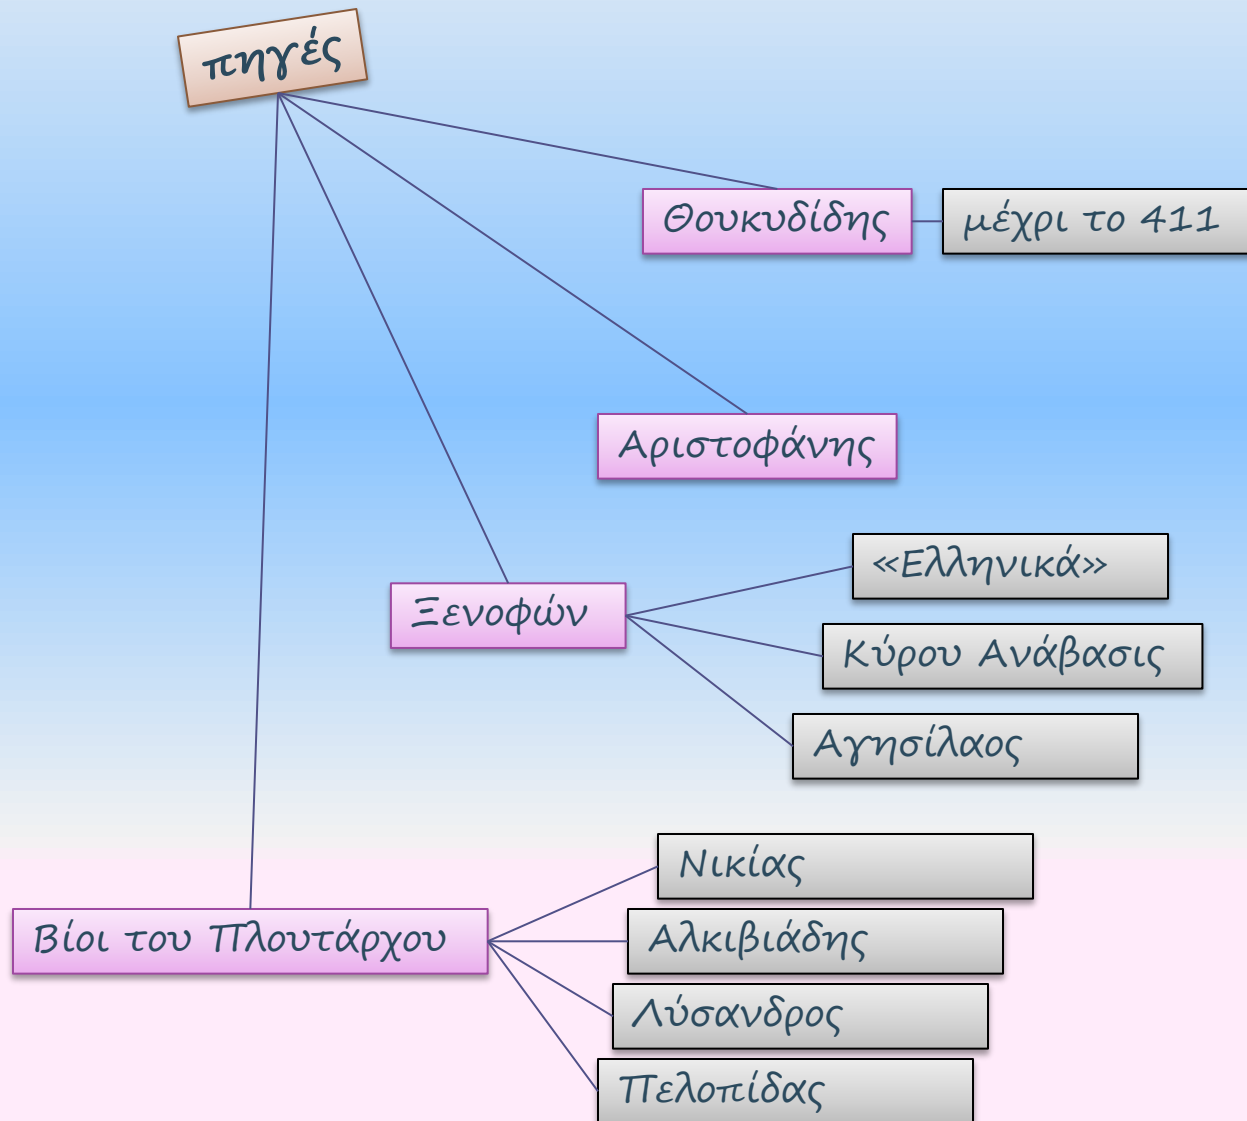 πηγές
Θουκυδίδης
μέχρι το 411
Αριστοφάνης
Ξενοφών
«Ελληνικά»
Κύρου Ανάβασις
Αγησίλαος
Βίοι του Πλουτάρχου
Νικίας
Αλκιβιάδης
Λύσανδρος
Πελοπίδας